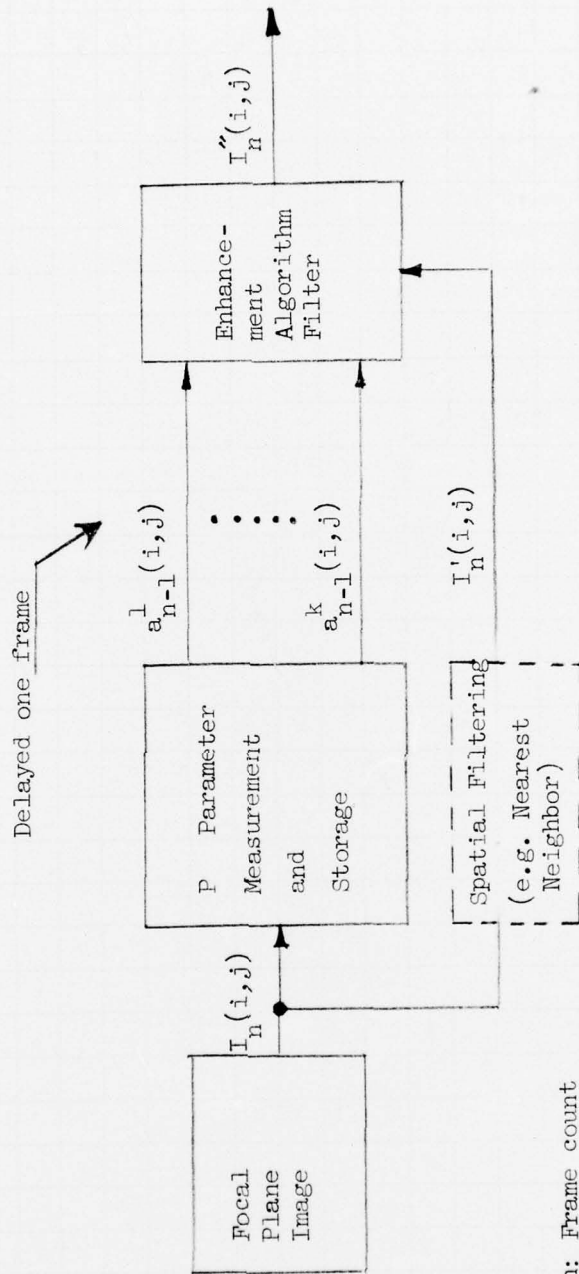 Delayed one frame
Focal
Plane
Image
I_n(i,j)
P Parameter
Measurement
and
Storage
a^1_{n-1}(i,j)
.....
a^k_{n-1}(i,j)
Enhance-
ment
Algorithm
Filter
I″_n(i,j)
Spatial Filtering
(e.g. Nearest
Neighbor)
I'_n(i,j)
n: Frame count